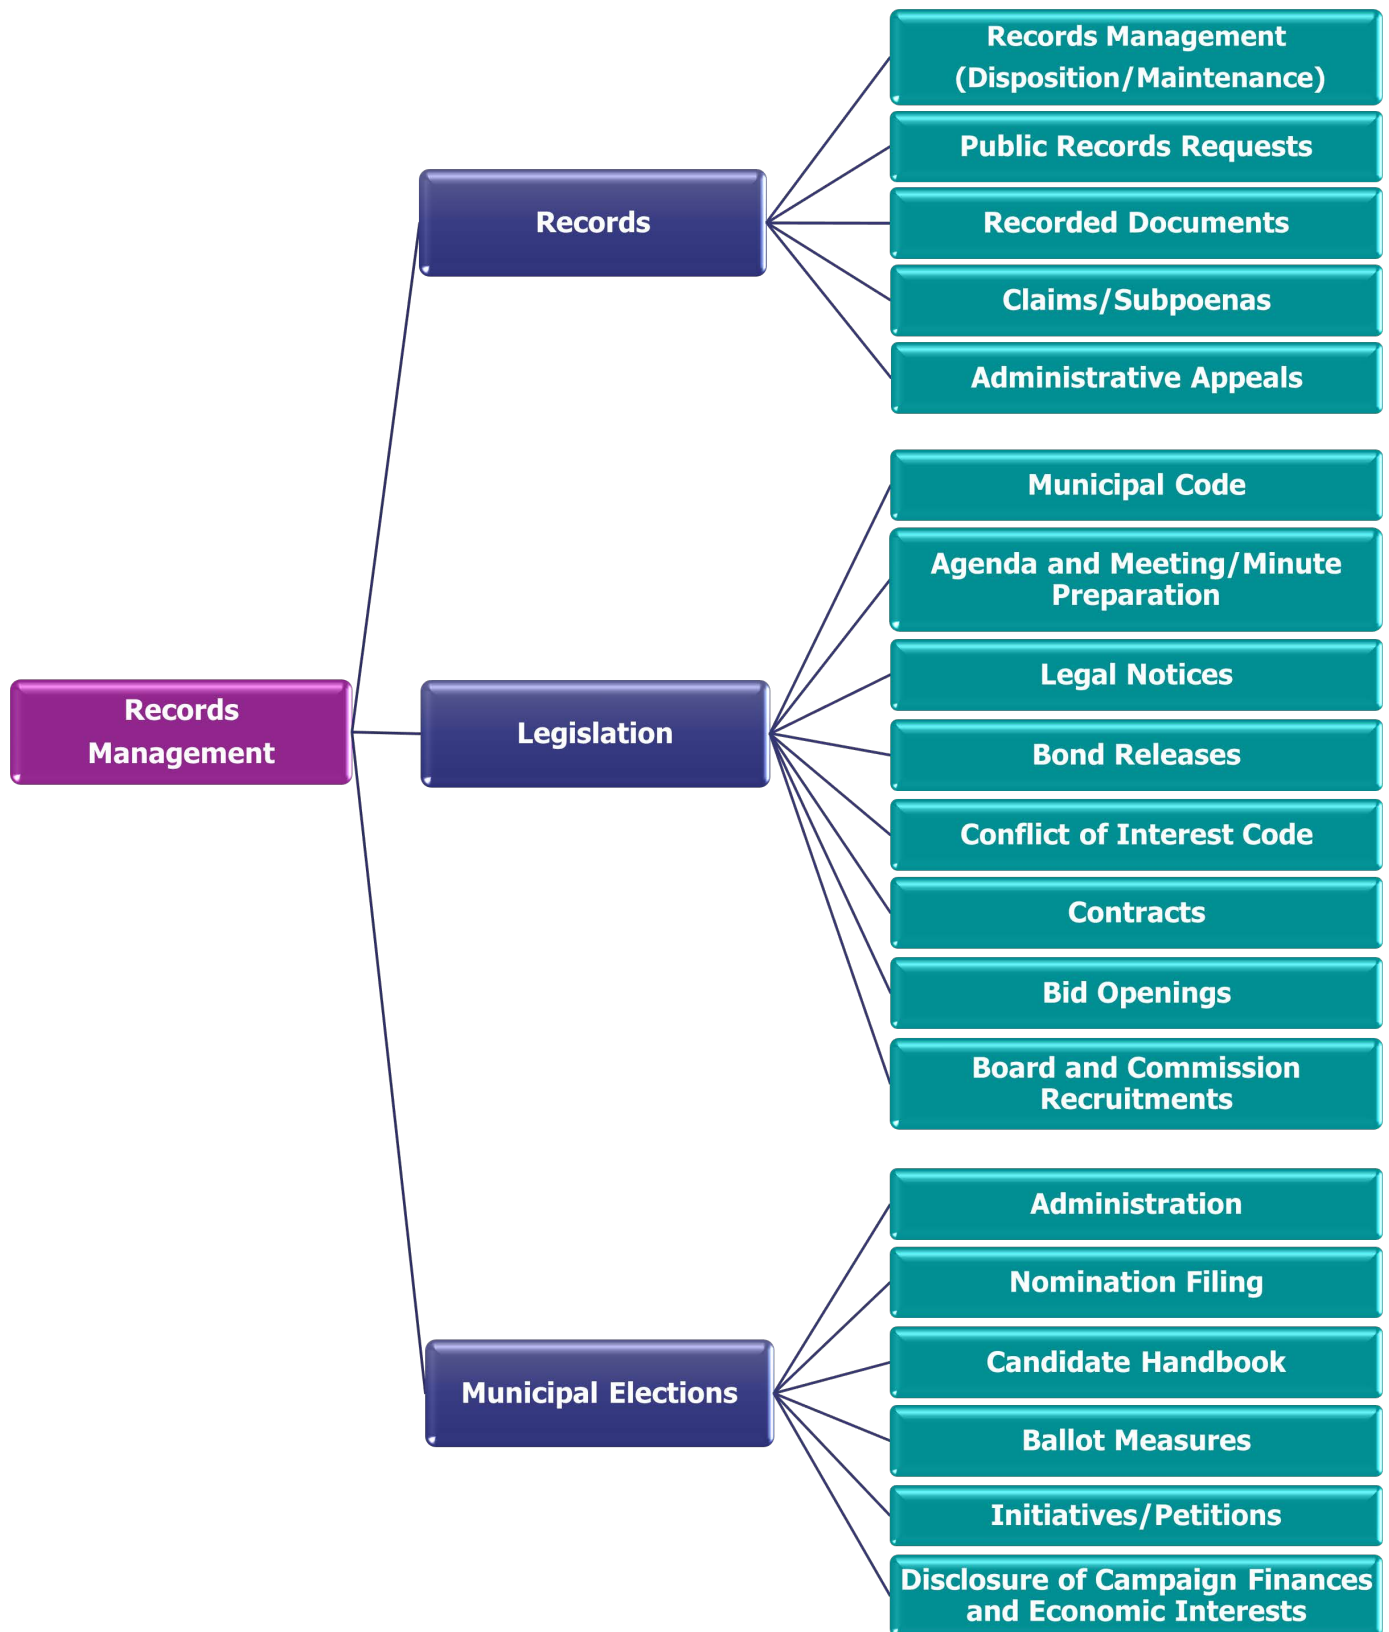 Records
Management
Records
Records Management
(Disposition/Maintenance)
Public Records Requests
Recorded Documents
Claims/Subpoenas
Administrative Appeals
Legislation
Municipal Code
Agenda and Meeting/Minute
Preparation
Legal Notices
Bond Releases
Conflict of Interest Code
Contracts
Bid Openings
Board and Commission
Recruitments
Municipal Elections
Administration
Nomination Filing
Candidate Handbook
Ballot Measures
Initiatives/Petitions
Disclosure of Campaign Finances
and Economic Interests